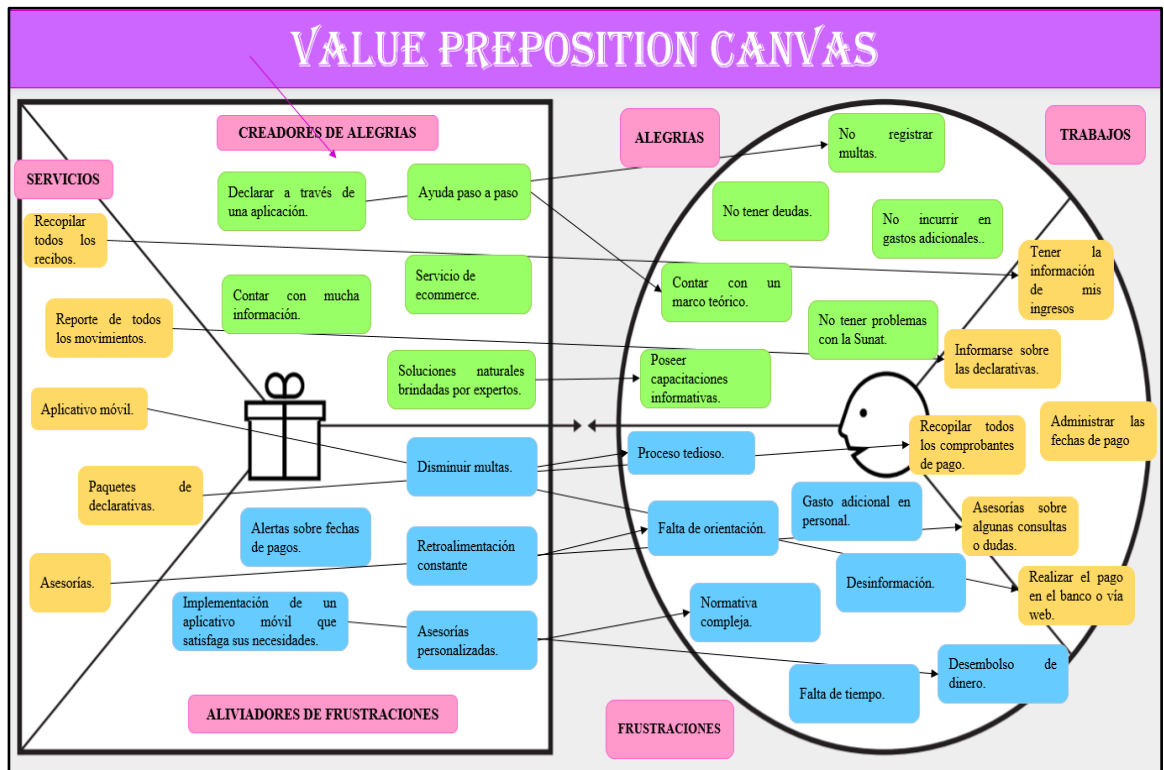 VALUE PREPOSITION CANVAS
CREADORES DE ALEGRIAS
SERVICIOS
Declarar a través de
una aplicación.
Ayuda paso a paso
Recopilar
todos los
recibos.
Contar con mucha
información.
Servicio de
ecommerce.
Reporte de todos
los movimientos.
Soluciones naturales
brindadas por expertos.
Aplicativo móvil.
Paquetes de
declarativas.
Disminuir multas.
Alertas sobre fechas
de pagos.
Retroalimentación
constante
Asesorías.
Implementación de un
aplicativo móvil que
satisfaga sus necesidades.
Asesorías
personalizadas.
ALIVIADORES DE FRUSTRACIONES
ALEGRIAS
TRABAJOS
No registrar
multas.
No tener deudas.
No incurrir en
gastos adicionales..
Contar con un
marco teórico.
Tener la
información
de mis
ingresos
No tener problemas
con la Sunat.
Informarse sobre
las declarativas.
Poseer
capacitaciones
informativas.
Administrar las
fechas de pago
Recopilar todos
los comprobantes
de pago.
Proceso tedioso.
Gasto adicional en
personal.
Falta de orientación.
Asesorías sobre
algunas consultas
o dudas.
Desinformación.
Realizar el pago
en el banco o vía
web.
Normativa
compleja.
Desembolso de
dinero.
Falta de tiempo.
FRUSTRACIONES